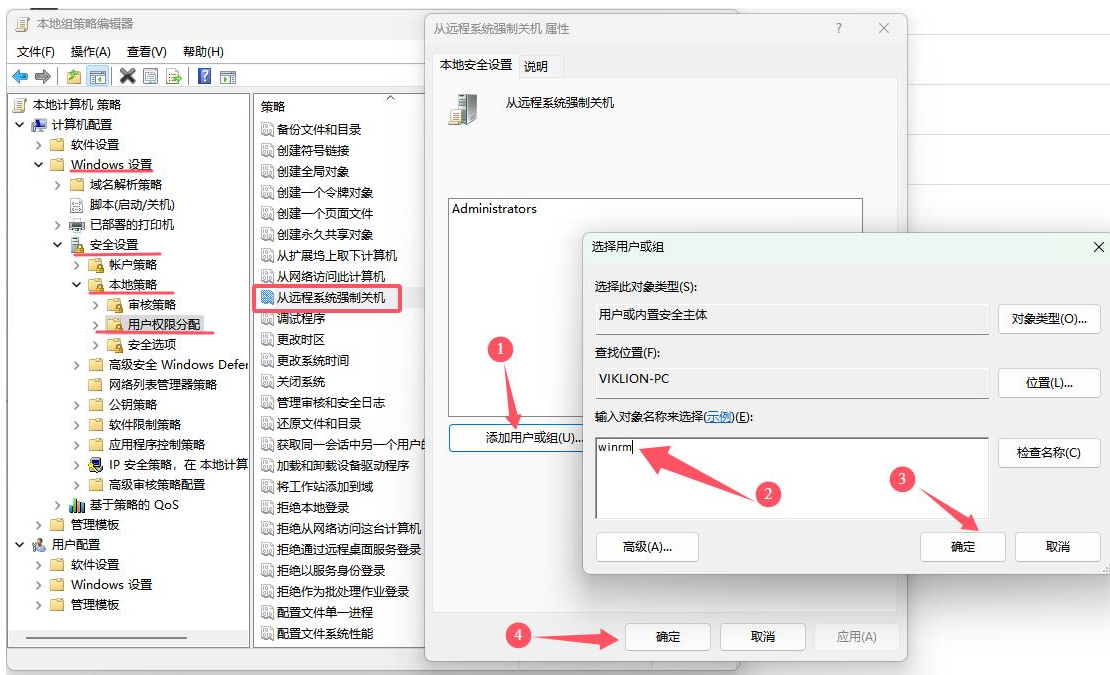 本地组策略编辑器
文件(F) 操作(A) 查看(V) 帮助(H)
本地计算机 策略
计算机配置
软件设置
Windows 设置
域名解析策略
脚本(启动/关机)
已部署的打印机
安全设置
帐户策略
本地策略
审核策略
用户权限分配
安全选项
高级安全 Windows Defer
网络列表管理器策略
公钥策略
软件限制策略
应用程序控制策略
IP 安全策略，在 本地计算
高级审核策略配置
基于策略的 QoS
管理模板
用户配置
软件设置
Windows 设置
管理模板
策略
备份文件和目录
创建符号链接
创建全局对象
创建一个令牌对象
创建一个页面文件
创建永久共享对象
从扩展坞上取下计算机
从网络访问此计算机
从远程系统强制关机
调试程序
更改时区
更改系统时间
关闭系统
管理审核和安全日志
还原文件和目录
获取同一会话中另一个用户的
加载和卸载设备驱动程序
将工作站添加到域
拒绝本地登录
拒绝从网络访问这台计算机
拒绝通过远程桌面服务登录
拒绝以服务身份登录
拒绝作为批处理作业登录
配置文件单一进程
配置文件系统性能
从远程系统强制关机 属性
本地安全设置 说明
从远程系统强制关机
Administrators
1
添加用户或组(U)...
4
确定 取消 应用(A)
选择用户或组
选择此对象类型(S):
用户或内置安全主体 对象类型(O)...
查找位置(F):
VIKLION-PC 位置(L)...
输入对象名称来选择(示例)(E):
winrm 检查名称(C)
2
3
高级(A)... 确定 取消